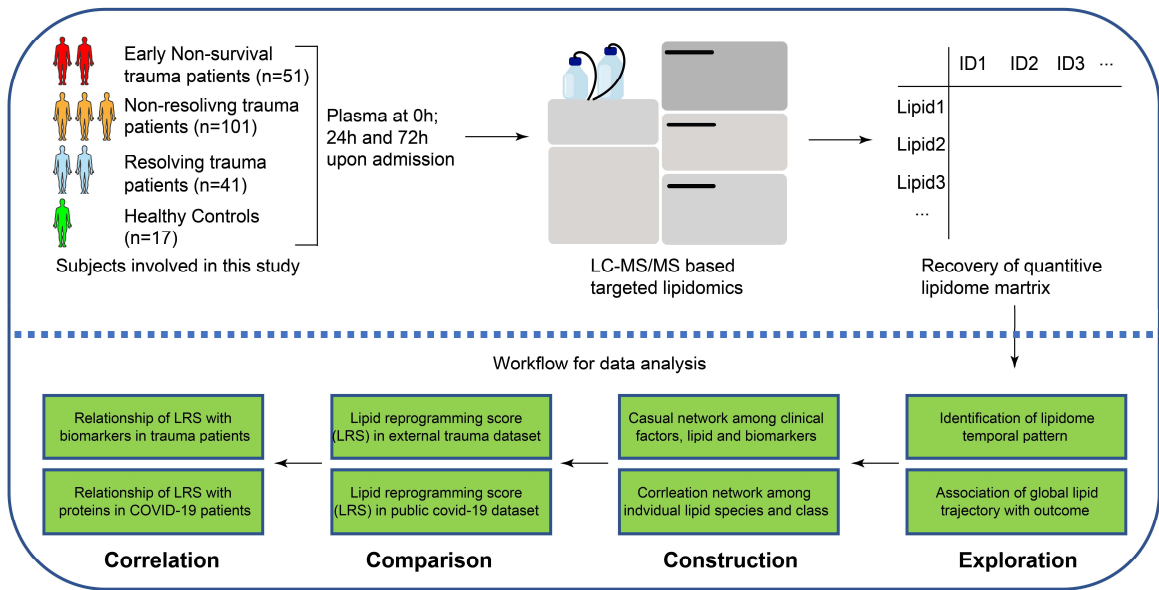 Early Non-survival
trauma patients (n=51)
Non-resolivng trauma
patients (n=101)
Resolving trauma
patients (n=41)
Healthy Controls
(n=17)
Subjects involved in this study
Plasma at 0h;
24h and 72h
upon admission
LC-MS/MS based
targeted lipidomics
ID1 ID2 ID3 ...
Lipid1
Lipid2
Lipid3
...
Recovery of quantitive
lipidome martrix
Workflow for data analysis
Relationship of LRS with
biomarkers in trauma patients
Relationship of LRS with
proteins in COVID-19 patients
Correlation
Lipid reprogramming score
(LRS) in external trauma dataset
Lipid reprogramming score
(LRS) in public covid-19 dataset
Comparison
Casual network among clinical
factors, lipid and biomarkers
Corrleation network among
indvidual lipid species and class
Construction
Identification of lipidome
temporal pattern
Association of global lipid
trajectory with outcome
Exploration